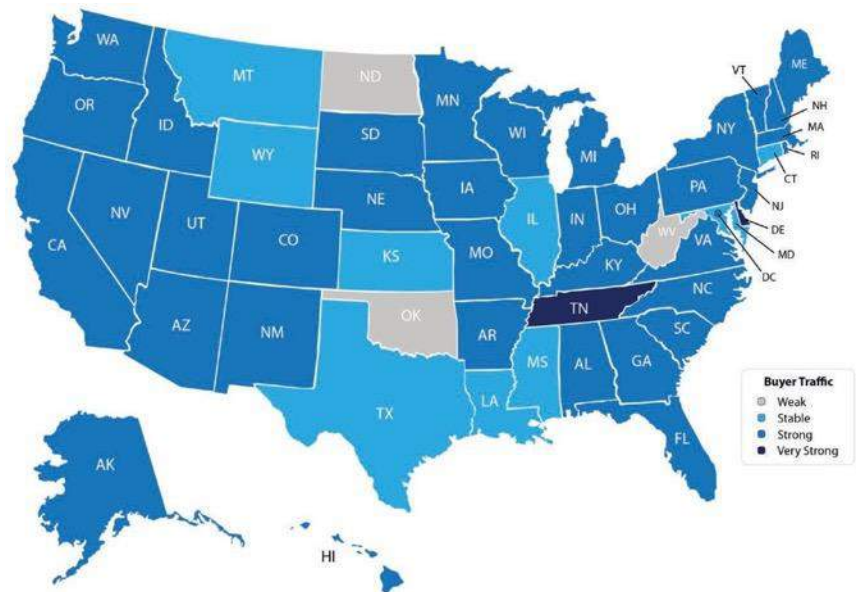 WA
MT
ND
MN
VT
ME
OR
ID
SD
WI
NY
NH
MA
WY
MI
RI
CT
IA
PA
NE
NJ
NV
UT
IL
IN
OH
WV
DE
CA
CO
KS
MO
KY
VA
MD
DC
NC
AZ
NM
OK
AR
TN
SC
MS
AL
GA
TX
LA
FL
AK
HI
Buyer Traffic
Weak
Stable
Strong
Very Strong